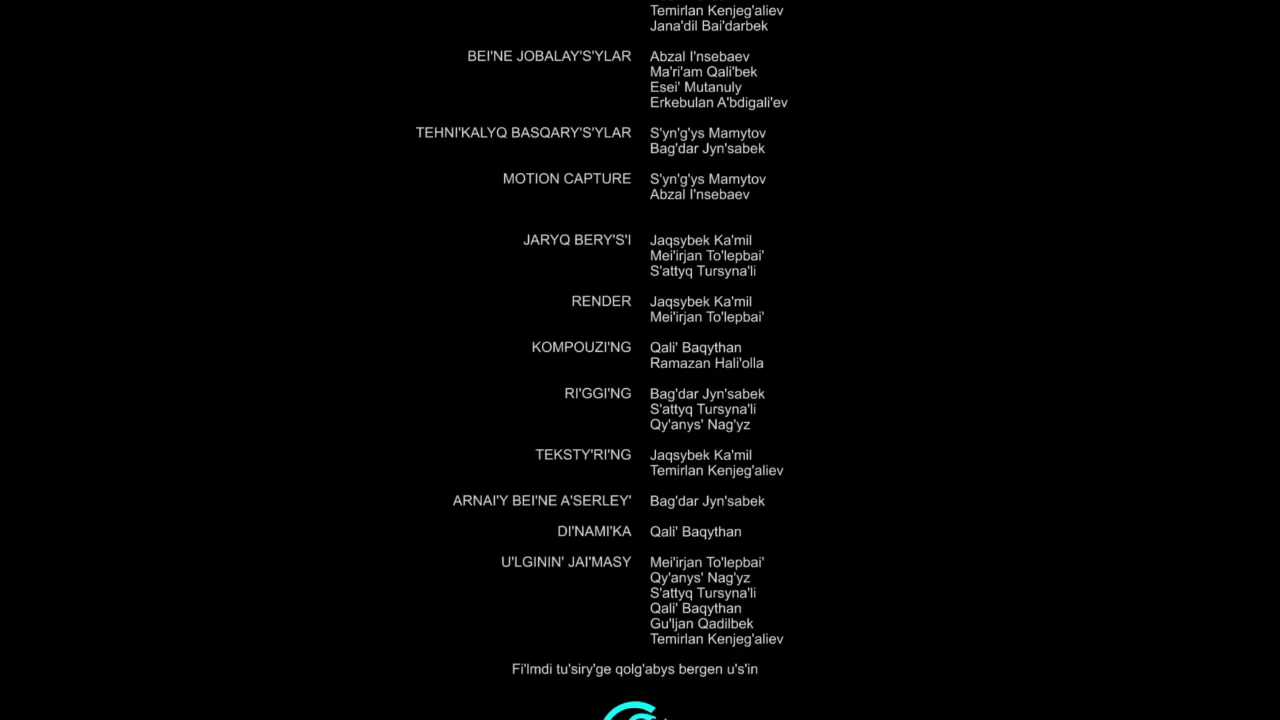 Temirlan Kenjeg'aliev
Jana'dil Bai'darbek
BEI'NE JOBALAY'S'YLAR Abzal I'nsebaev
Ma'ri'am Qali'bek
Esei' Mutanuly
Erkebulan A'bdigali'ev
TEHNI'KALYQ BASQARY'S'YLAR S'yn'g'ys Mamytov
Bag'dar Jyn'sabek
MOTION CAPTURE S'yn'g'ys Mamytov
Abzal I'nsebaev
JARYQ BERY'S'I Jaqsybek Ka'mil
Mei'irjan To'lepbai'
S'attyq Tursyna'li
RENDER Jaqsybek Ka'mil
Mei'irjan To'lepbai'
KOMPOUZI'NG Qali' Baqythan
Ramazan Hali'olla
RI'GGI'NG Bag'dar Jyn'sabek
S'attyq Tursyna'li
Qy'anys' Nag'yz
TEKSTY'RI'NG Jaqsybek Ka'mil
Temirlan Kenjeg'aliev
ARNAI'Y BEI'NE A'SERLEY' Bag'dar Jyn'sabek
DI'NAMI'KA Qali' Baqythan
U'LGININ' JAI'MASY Mei'irjan To'lepbai'
Qy'anys' Nag'yz
S'attyq Tursyna'li
Qali' Baqythan
Gu'ljan Qadilbek
Temirlan Kenjeg'aliev
Fi'lmdi tu'siry'ge qolg'abys bergen u's'in